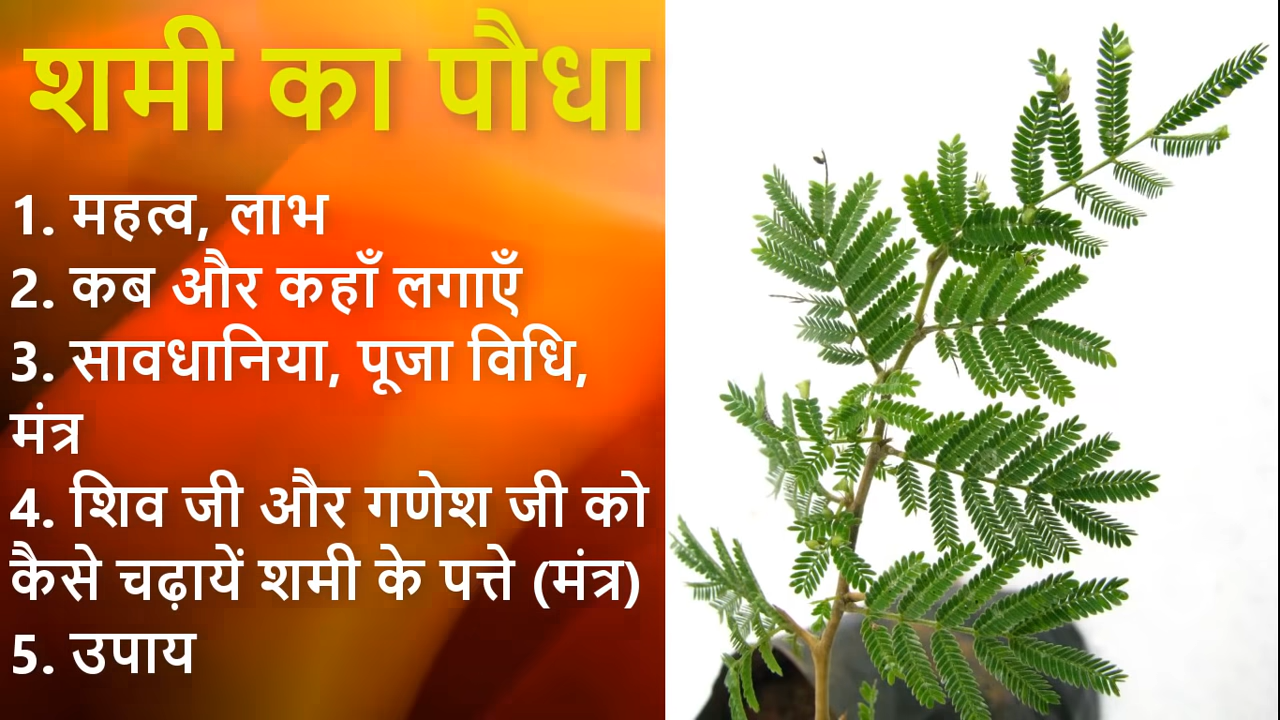 शमी का पौधा
1. महत्व, लाभ
2. कब और कहाँ लगाएँ
3. सावधानिया, पूजा विधि,
मंत्र
4. शिव जी और गणेश जी को
कैसे चढ़ायें शमी के पत्ते (मंत्र)
5. उपाय